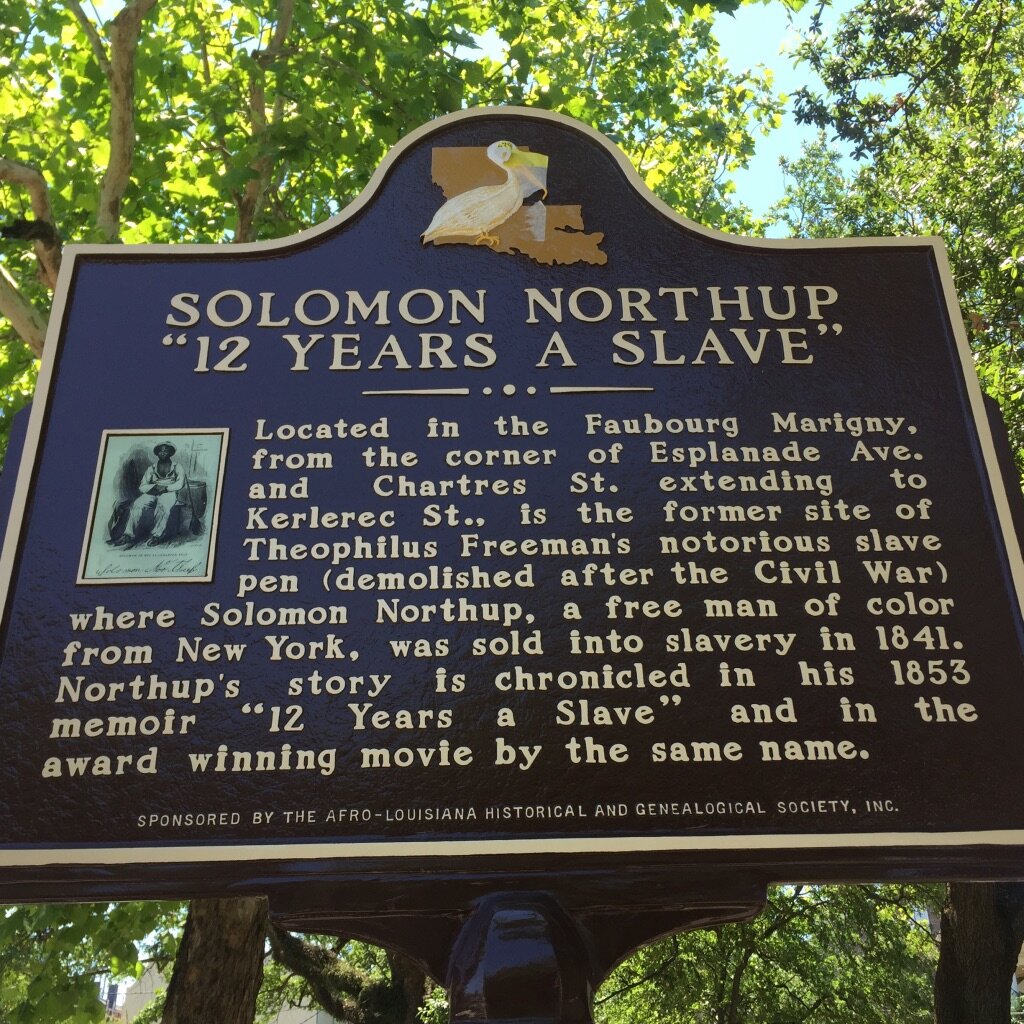 SOLOMON NORTHUP
“12 YEARS A SLAVE”
Located in the Faubourg Marigny,
from the corner of Esplanade Ave.
and Chartres St. extending to
Kerlerec St., is the former site of
Theophilus Freeman's notorious slave
pen (demolished after the Civil War)
where Solomon Northup, a free man of color
from New York, was sold into slavery in 1841.
Northup's story is chronicled in his 1853
memoir “12 Years a Slave” and in the
award winning movie by the same name.
Solomon Northup
SPONSORED BY THE AFRO-LOUISIANA HISTORICAL AND GENEALOGICAL SOCIETY, INC.